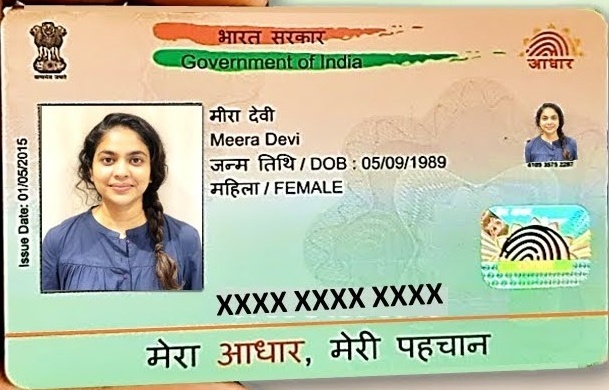 भारत सरकार
Government of India
आधार
मीरा देवी
Meera Devi
जन्म तिथि / DOB : 05/09/1989
महिला / FEMALE
Issue Date: 01/05/2015
XXXX XXXX XXXX
मेरा आधार, मेरी पहचान